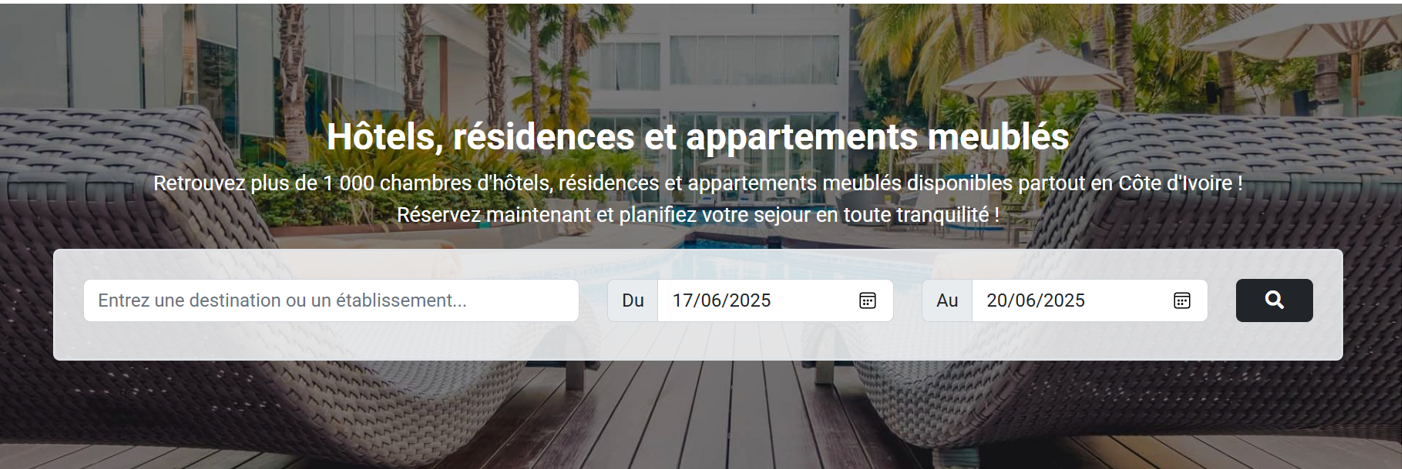 Hôtels, résidences et appartements meublés
Retrouvez plus de 1 000 chambres d'hôtels, résidences et appartements meublés disponibles partout en Côte d'Ivoire !
Réservez maintenant et planifiez votre sejour en toute tranquilité !
Entrez une destination ou un établissement... Du 17/06/2025 Au 20/06/2025